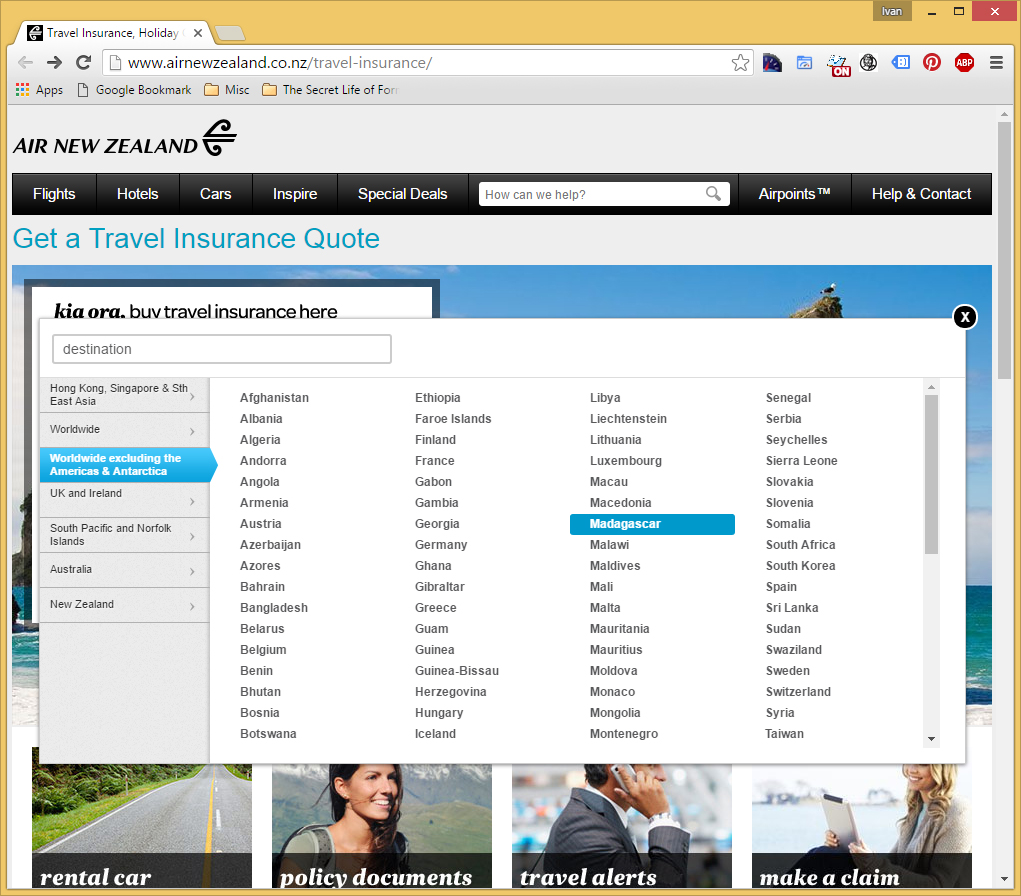 Ivan
Travel Insurance, Holiday
www.airnewzealand.co.nz/travel-insurance/
ON
ABP
Apps
Google Bookmark
Misc
The Secret Life of For
AIR NEW ZEALAND
Flights
Hotels
Cars
Inspire
Special Deals
How can we help?
Airpoints™
Help & Contact
Get a Travel Insurance Quote
kia ora, buy travel insurance here
X
destination
Hong Kong, Singapore & Sth
East Asia
Worldwide
Worldwide excluding the
Americas & Antarctica
UK and Ireland
South Pacific and Norfolk
Islands
Australia
New Zealand
Afghanistan
Albania
Algeria
Andorra
Angola
Armenia
Austria
Azerbaijan
Azores
Bahrain
Bangladesh
Belarus
Belgium
Benin
Bhutan
Bosnia
Botswana
Ethiopia
Faroe Islands
Finland
France
Gabon
Gambia
Georgia
Germany
Ghana
Gibraltar
Greece
Guam
Guinea
Guinea-Bissau
Herzegovina
Hungary
Iceland
Libya
Liechtenstein
Lithuania
Luxembourg
Macau
Macedonia
Madagascar
Malawi
Maldives
Mali
Malta
Mauritania
Mauritius
Moldova
Monaco
Mongolia
Montenegro
Senegal
Serbia
Seychelles
Sierra Leone
Slovakia
Slovenia
Somalia
South Africa
South Korea
Spain
Sri Lanka
Sudan
Swaziland
Sweden
Switzerland
Syria
Taiwan
rental car
policy documents
travel alerts
make a claim